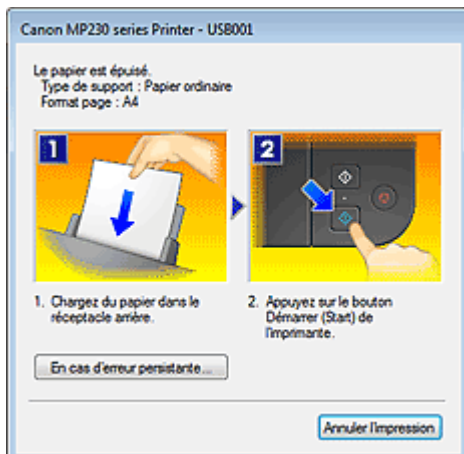 Canon MP230 series Printer - USB001
Le papier est épuisé.
Type de support : Papier ordinaire
Format page : A4
1
2
1. Chargez du papier dans le
réceptacle arrière.
2. Appuyez sur le bouton
Démarrer (Start) de
l'imprimante.
En cas d'erreur persistante...
Annuler l'impression